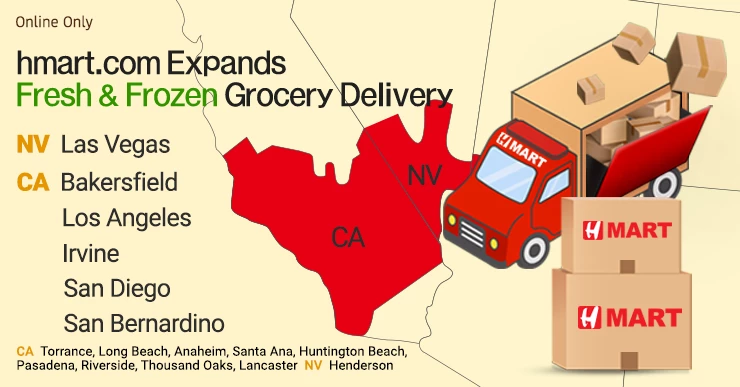 Online Only
hmart.com Expands
Fresh & Frozen Grocery Delivery
NV Las Vegas
CA Bakersfield
Los Angeles
Irvine
San Diego
San Bernardino
CA Torrance, Long Beach, Anaheim, Santa Ana, Huntington Beach,
Pasadena, Riverside, Thousand Oaks, Lancaster NV Henderson
NV
CA
H MART
H MART
H MART